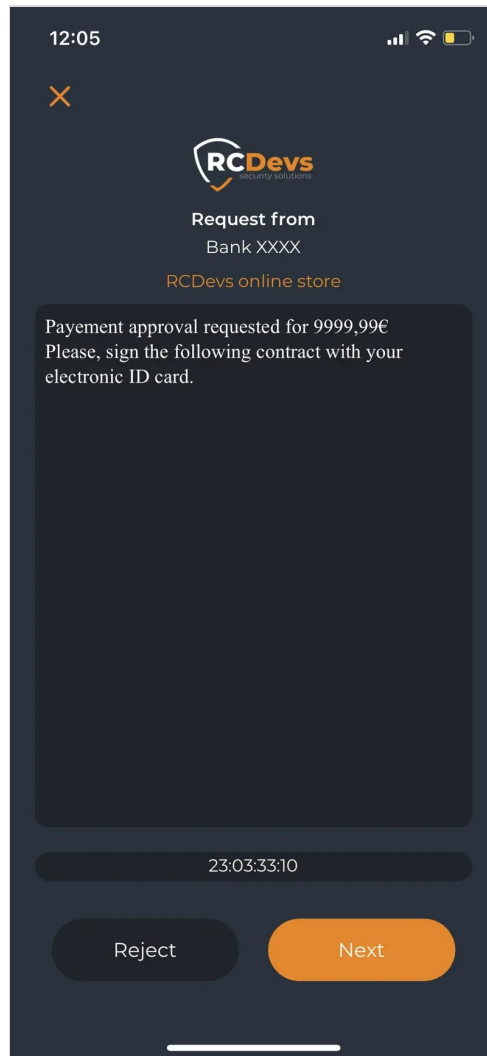 12:05
RCDevs
security solutions
Request from
Bank XXXX
RCDevs online store
Payement approval requested for 9999,99€
Please, sign the following contract with your
electronic ID card.
23:03:33:10
Reject
Next